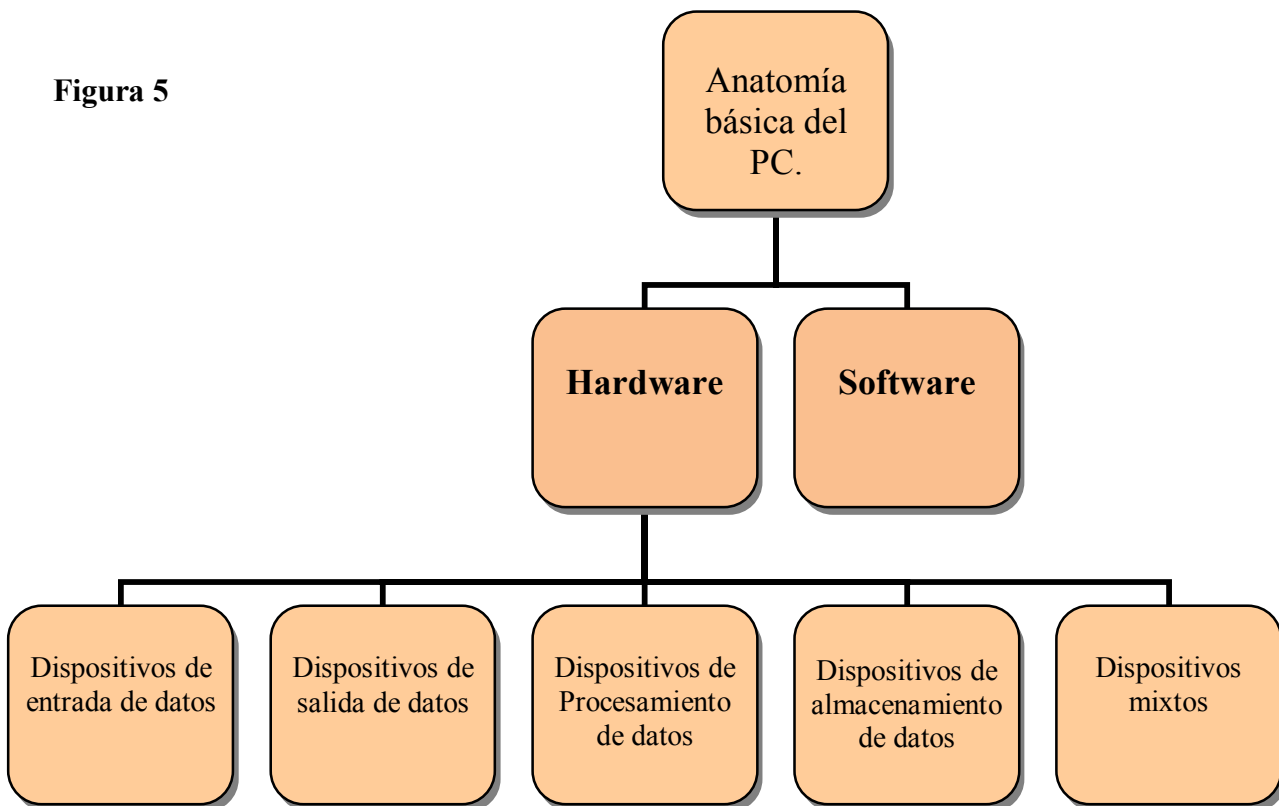 Figura 5
Anatomía
básica del
PC.
Hardware
Software
Dispositivos de
entrada de datos
Dispositivos de
salida de datos
Dispositivos de
Procesamiento
de datos
Dispositivos de
almacenamiento
de datos
Dispositivos
mixtos